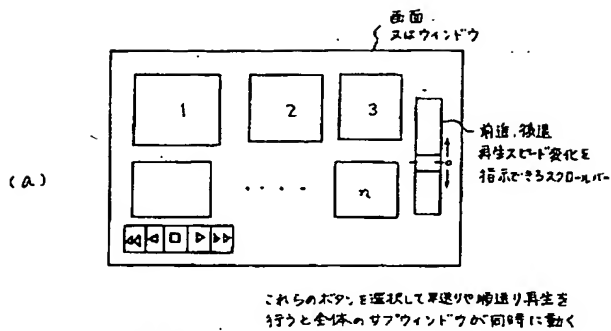 画面
又はウィンドウ
1
2
3
前進、後退
再生スピード変化を
指示できるスクロールバー
(a)
・・・・
n
これらのボタンを選択して早送りや順送り再生を
行うと全体のサブウィンドウが同時に動く